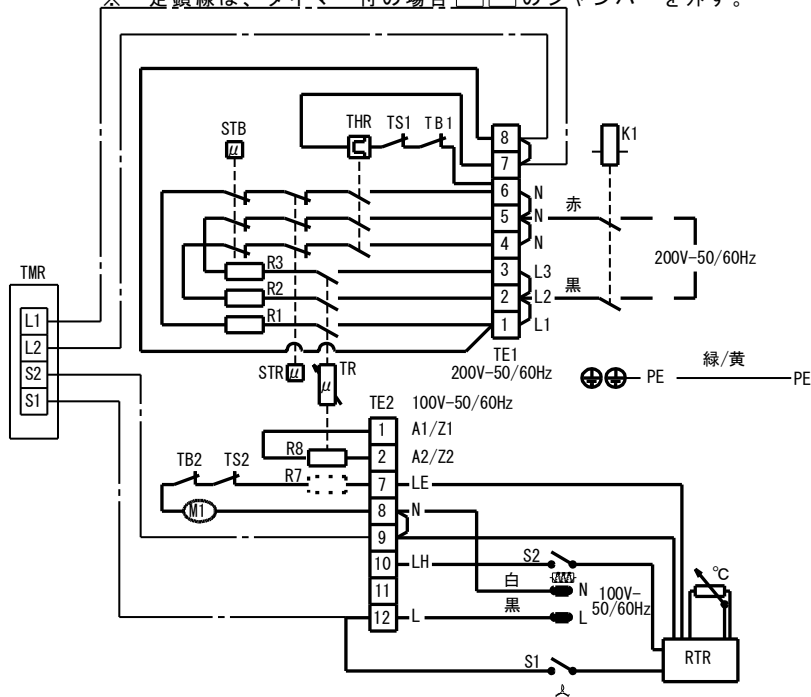 ※ 一定鎖線は、タイマー付の場合 のジャンパーを外す。
STB
μ
THR
TS1
TB1
K1
8
7
6
N
5
N
赤
4
N
3
L3
2
L2
黒
1
L1
200V-50/60Hz
R3
R2
R1
TMR
L1
L2
S2
S1
STR
μ
TR
μ
TE1
200V-50/60Hz
PE
緑/黄
PE
TE2
100V-50/60Hz
1
A1/Z1
2
A2/Z2
7
LE
8
N
9
10
LH
11
12
L
R8
R7
TB2
TS2
M1
S2
白
N
黒
L
100V-
50/60Hz
S1
℃
RTR